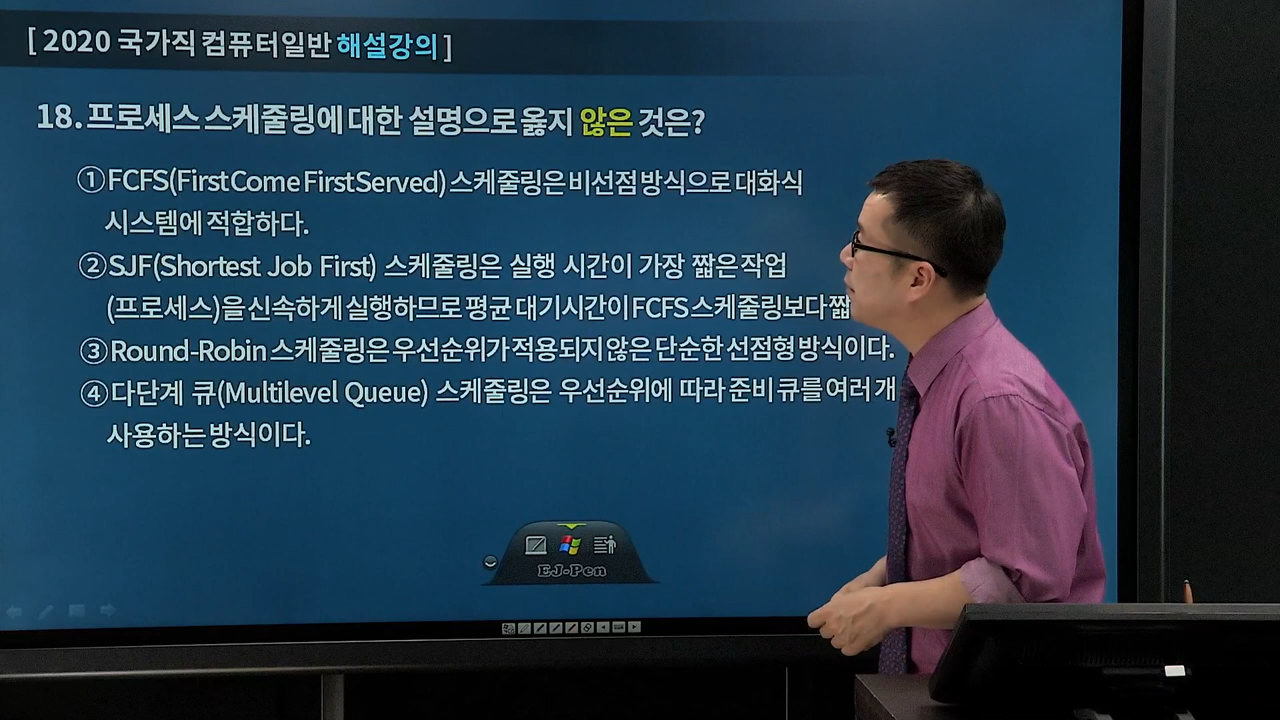 [ 2020 국가직 컴퓨터일반 해설강의 ]
18. 프로세스 스케줄링에 대한 설명으로 옳지 않은 것은?
① FCFS(First Come First Served) 스케줄링은 비선점 방식으로 대화식
시스템에 적합하다.
② SJF(Shortest Job First) 스케줄링은 실행 시간이 가장 짧은 작업
(프로세스)을 신속하게 실행하므로 평균 대기시간이 FCFS 스케줄링보다 짧
③ Round-Robin 스케줄링은 우선순위가 적용되지 않은 단순한 선점형 방식이다.
④ 다단계 큐(Multilevel Queue) 스케줄링은 우선순위에 따라 준비 큐를 여러 개
사용하는 방식이다.
EJ-Pen